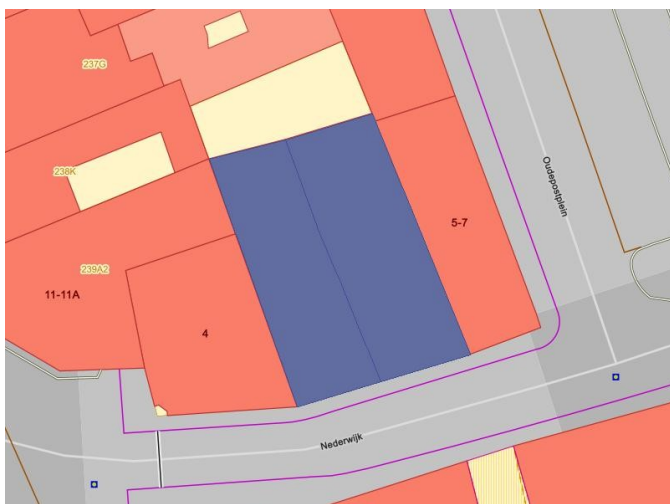 237G
Oudepostplein
238K
5-7
239A2
11-11A
4
Nederwijk